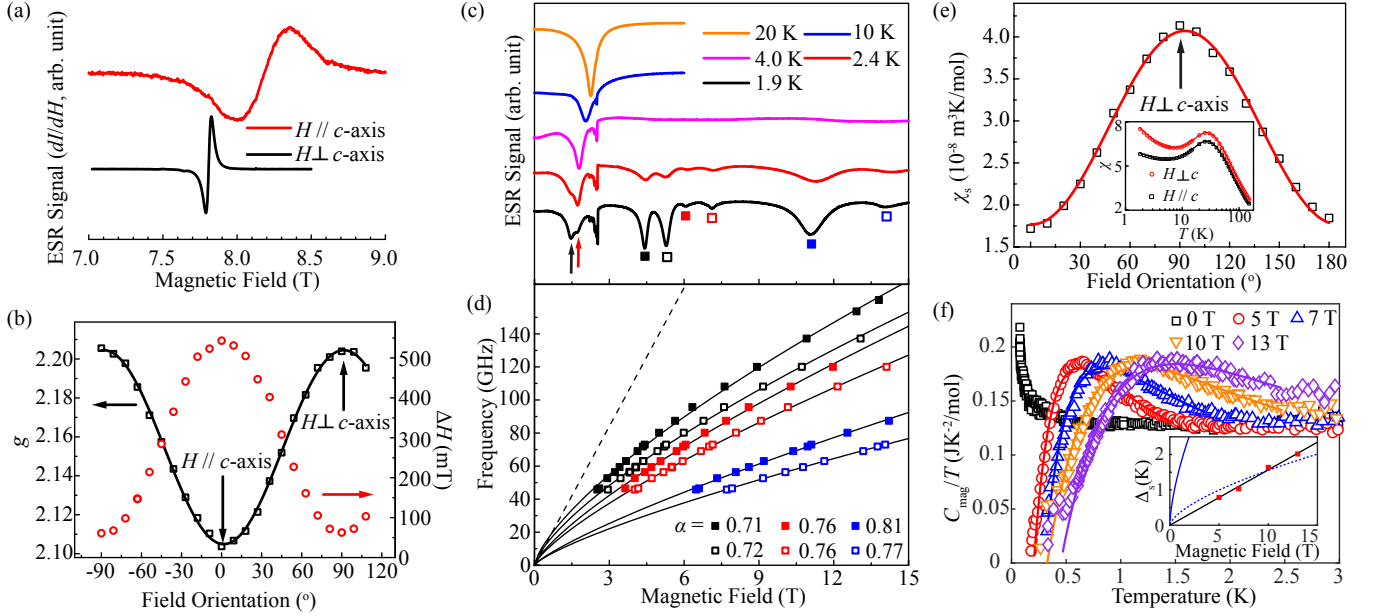 (a)
ESR Signal (dI/dH, arb. unit)
H // c-axis
H⊥ c-axis
7.0 7.5 8.0 8.5 9.0
Magnetic Field (T)
(b)
g
2.20
2.18
2.16
2.14
2.12
2.10
H⊥ c-axis
H // c-axis
500
400
300
200
100
0
ΔH (mT)
-90 -60 -30 0 30 60 90 120
Field Orientation (º)
(c)
ESR Signal (arb. unit)
20 K 10 K
4.0 K 2.4 K
1.9 K
(d)
Frequency (GHz)
140
120
100
80
60
40
20
0
α = 0.71 0.76 0.81
0.72 0.76 0.77
0 3 6 9 12 15
Magnetic Field (T)
(e)
χs (10-8 m3K/mol)
4.0
3.5
3.0
2.5
2.0
1.5
H⊥ c-axis
χ
8
5
2
H⊥ c
H // c
1 10 100
T (K)
0 30 60 90 120 150 180
Field Orientation (º)
(f)
Cmag/T (JK-2/mol)
0.2
0.15
0.1
0.05
0
0 T 5 T 7 T
10 T 13 T
Δs(K)
2
1
0
0 5 10 15
Magnetic Field (T)
0 0.5 1 1.5 2 2.5 3
Temperature (K)